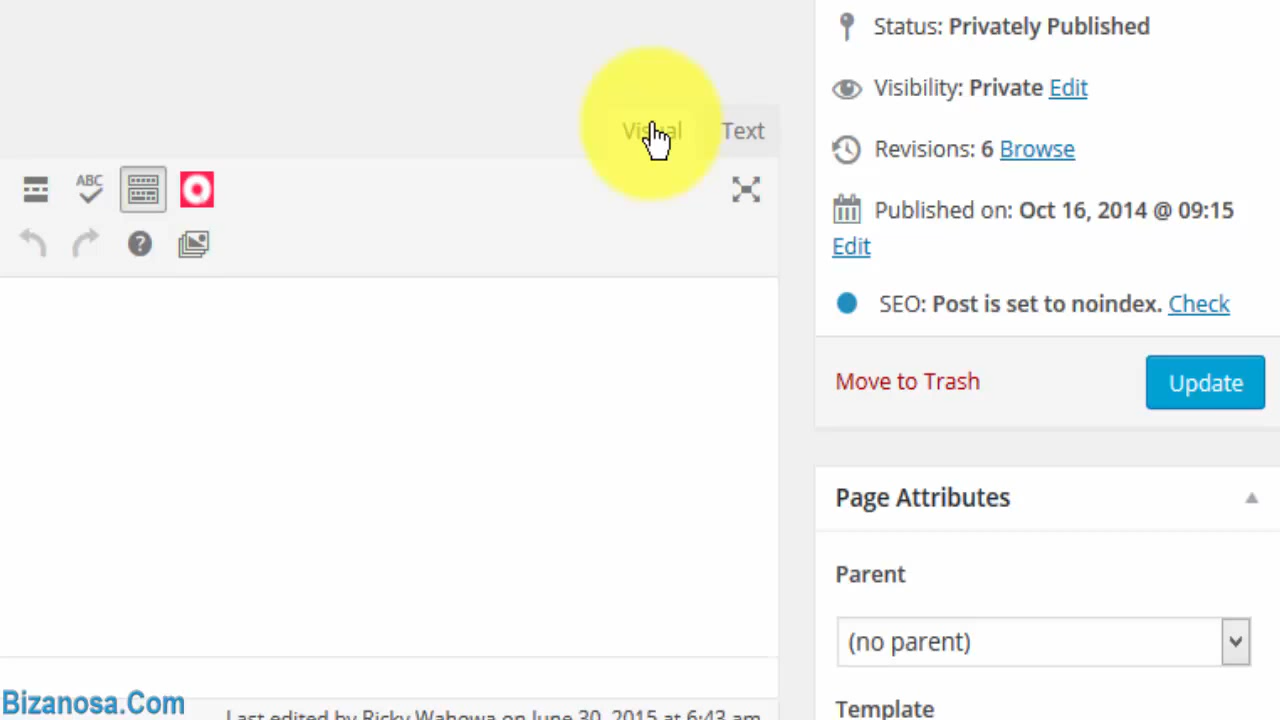 Status: Privately Published
Visibility: Private Edit
Visual Text
Revisions: 6 Browse
ABC
Published on: Oct 16, 2014 @ 09:15
Edit
SEO: Post is set to noindex. Check
Move to Trash
Update
Page Attributes
Parent
(no parent)
Template
Bizanosa.Com
Last edited by Ricky Wahowa on June 30, 2015 at 6:43 am